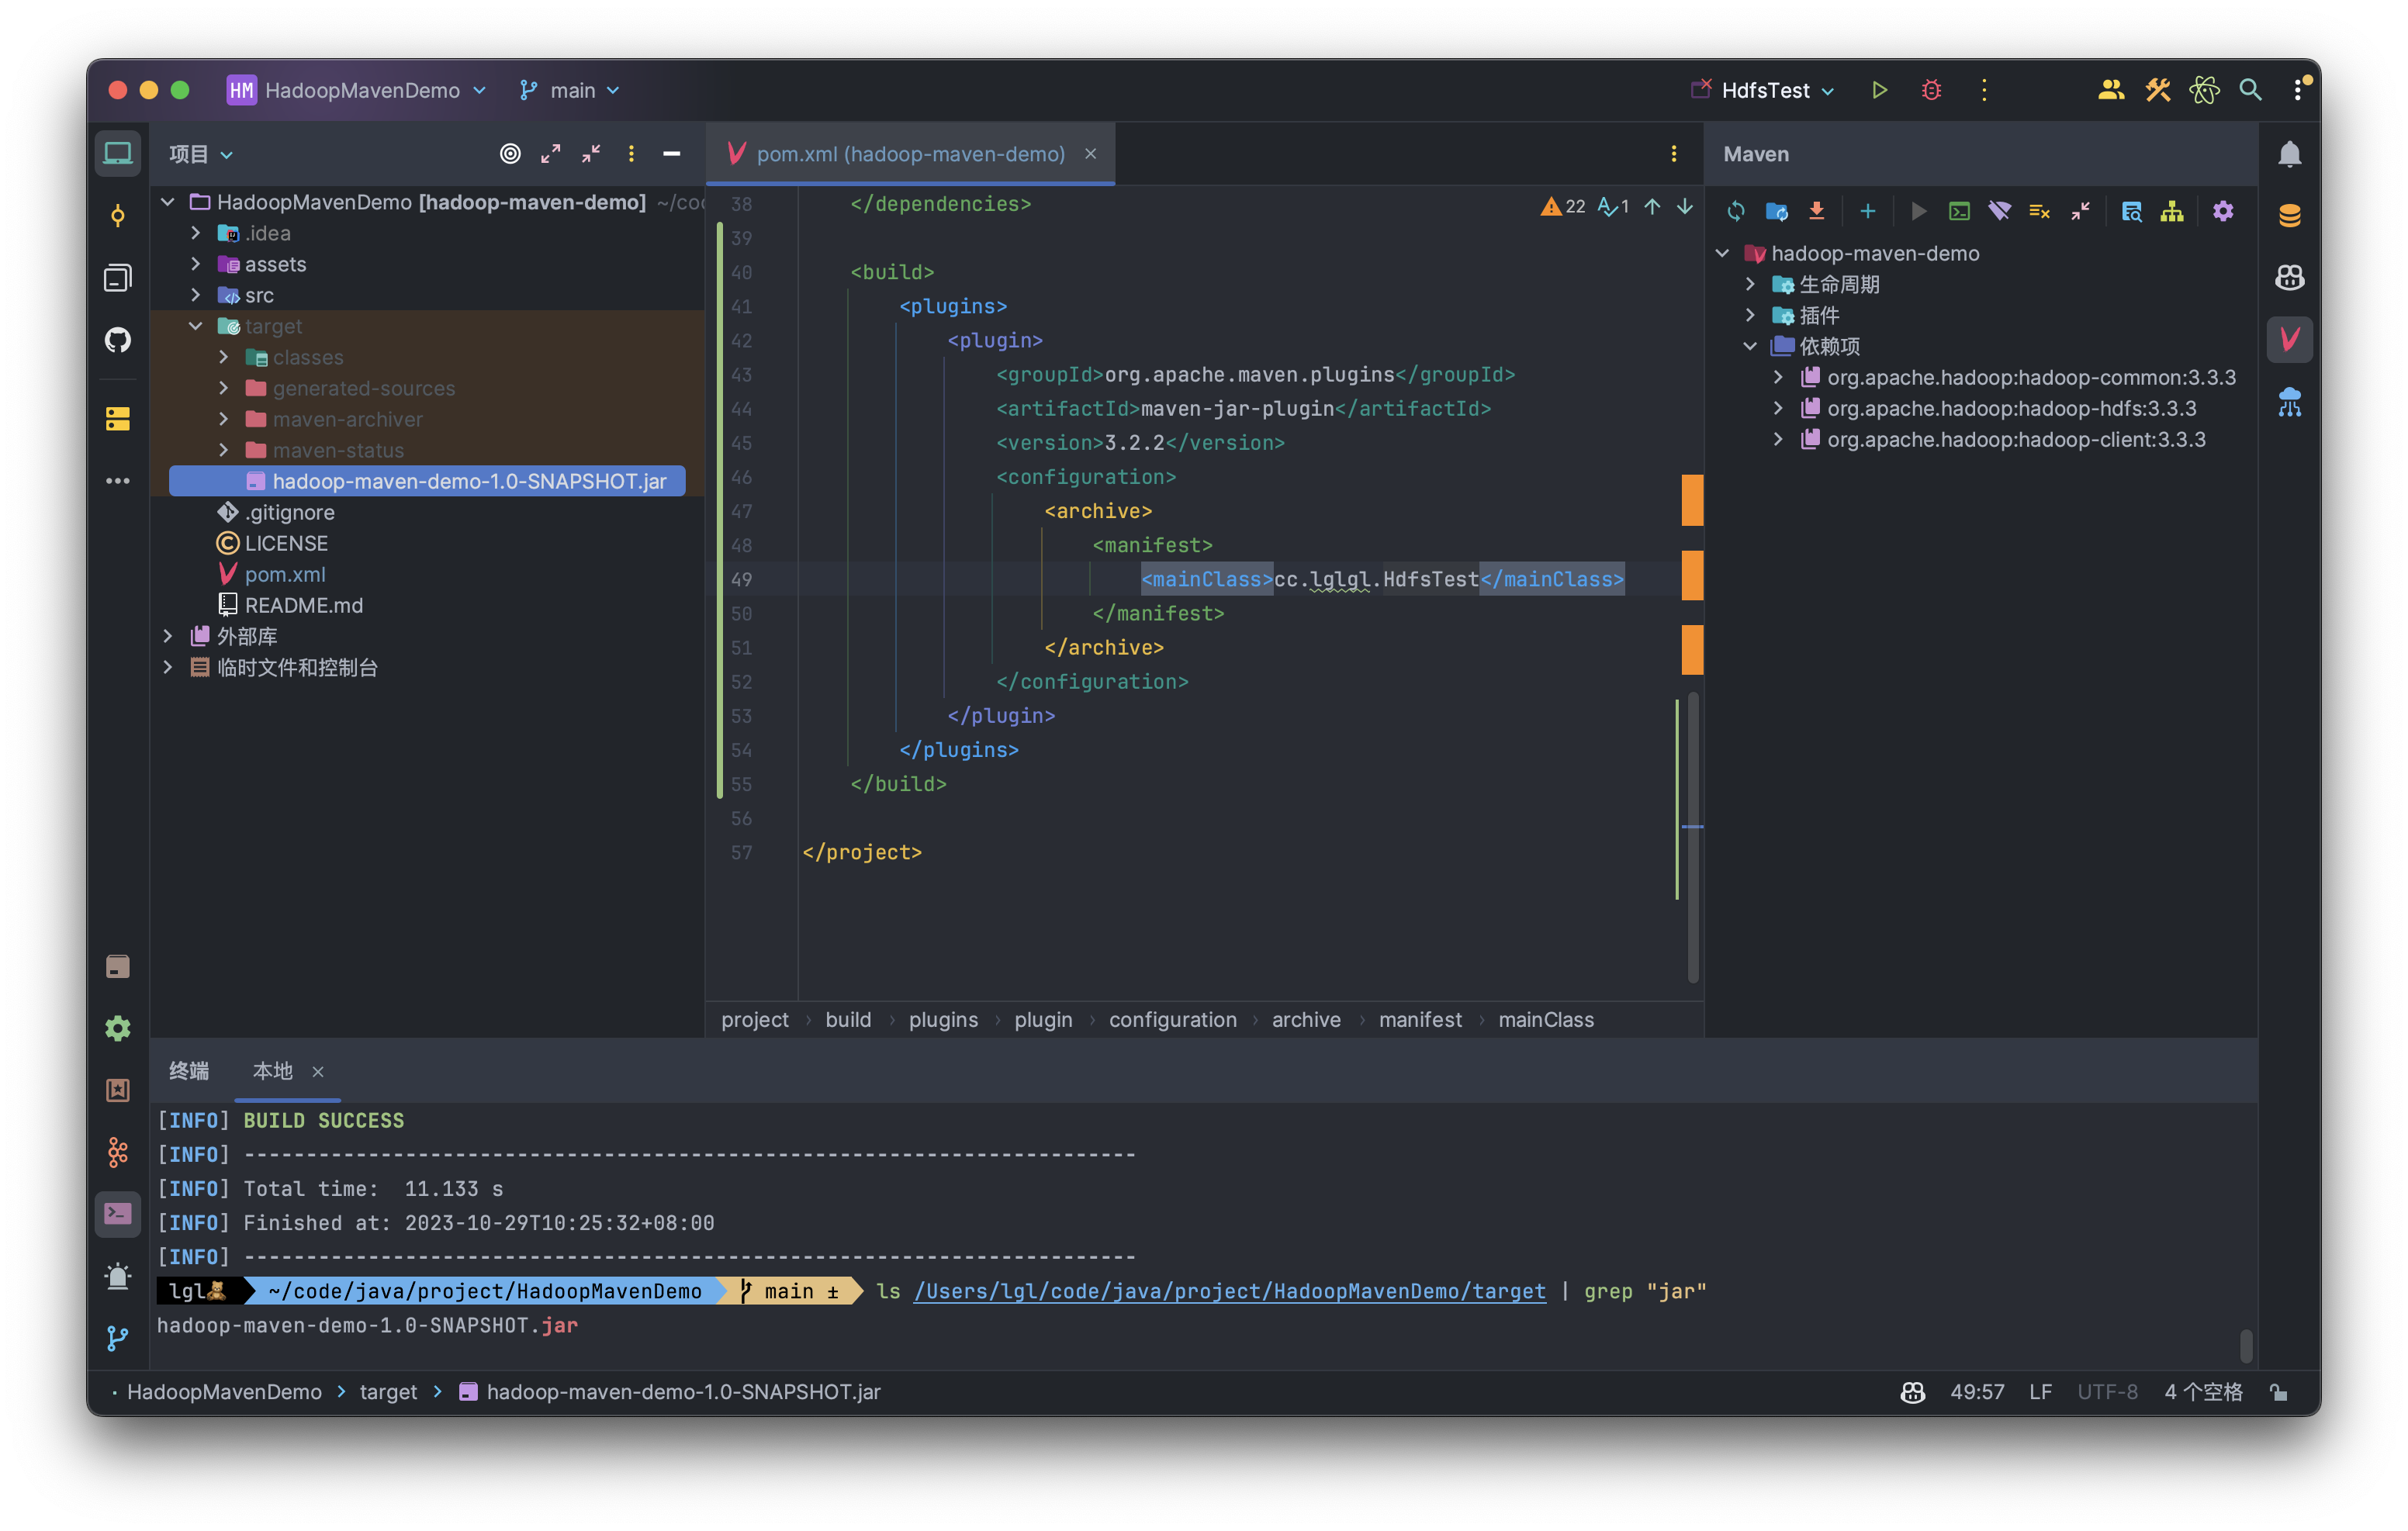 HM HadoopMavenDemo main HdfsTest
项目
HadoopMavenDemo [hadoop-maven-demo]
.idea
assets
src
target
classes
generated-sources
maven-archiver
maven-status
hadoop-maven-demo-1.0-SNAPSHOT.jar
.gitignore
LICENSE
pom.xml
README.md
外部库
临时文件和控制台
pom.xml (hadoop-maven-demo)
22 1
38 </dependencies>
39
40 <build>
41 <plugins>
42 <plugin>
43 <groupId>org.apache.maven.plugins</groupId>
44 <artifactId>maven-jar-plugin</artifactId>
45 <version>3.2.2</version>
46 <configuration>
47 <archive>
48 <manifest>
49 <mainClass>cc.lglgl.HdfsTest</mainClass>
50 </manifest>
51 </archive>
52 </configuration>
53 </plugin>
54 </plugins>
55 </build>
56
57 </project>
project > build > plugins > plugin > configuration > archive > manifest > mainClass
Maven
hadoop-maven-demo
生命周期
插件
依赖项
org.apache.hadoop:hadoop-common:3.3.3
org.apache.hadoop:hadoop-hdfs:3.3.3
org.apache.hadoop:hadoop-client:3.3.3
终端 本地
[INFO] BUILD SUCCESS
[INFO] ------------------------------------------------------------------------
[INFO] Total time:  11.133 s
[INFO] Finished at: 2023-10-29T10:25:32+08:00
[INFO] ------------------------------------------------------------------------
lgl🧸 ~/code/java/project/HadoopMavenDemo main ± ls /Users/lgl/code/java/project/HadoopMavenDemo/target | grep "jar"
hadoop-maven-demo-1.0-SNAPSHOT.jar
HadoopMavenDemo > target > hadoop-maven-demo-1.0-SNAPSHOT.jar
49:57 LF UTF-8 4 个空格